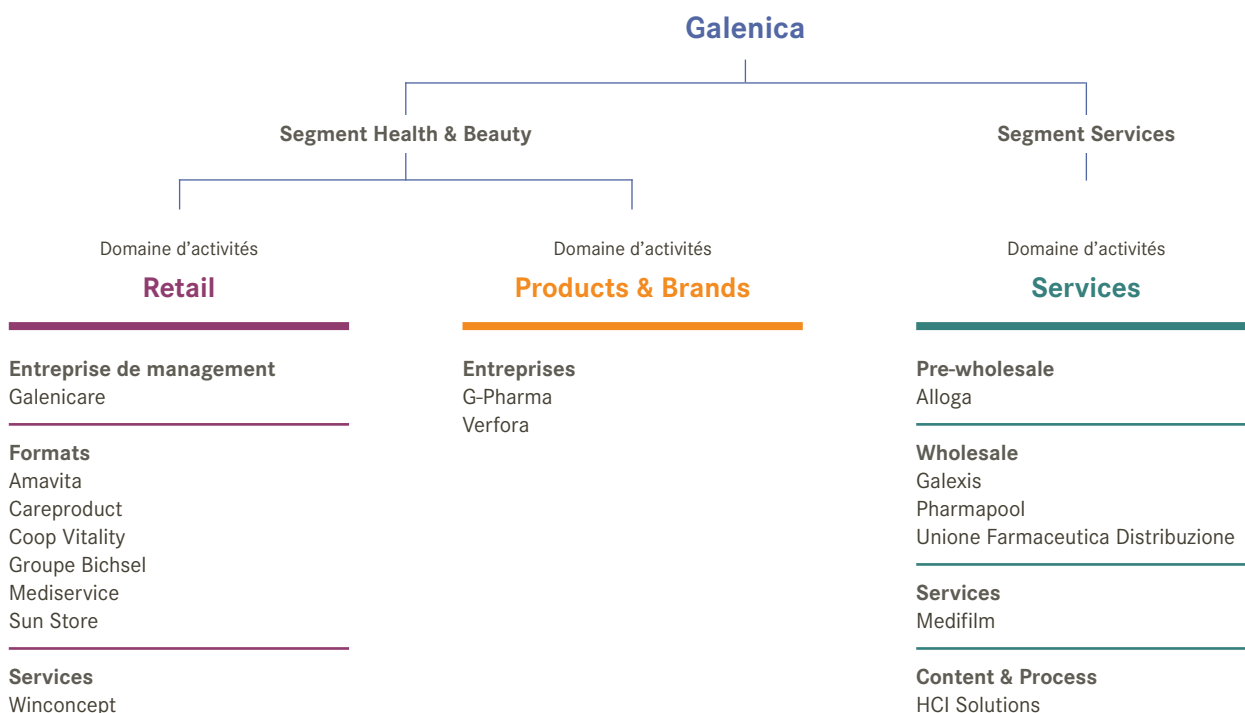 Galenica
Segment Health & Beauty
Segment Services
Domaine d'activités
Retail
Entreprise de management
Galenicare
Formats
Amavita
Careproduct
Coop Vitality
Groupe Bichsel
Mediservice
Sun Store
Services
Winconcept
Domaine d'activités
Products & Brands
Entreprises
G-Pharma
Verfora
Domaine d'activités
Services
Pre-wholesale
Alloga
Wholesale
Galexis
Pharmapool
Unione Farmaceutica Distribuzione
Services
Medifilm
Content & Process
HCI Solutions